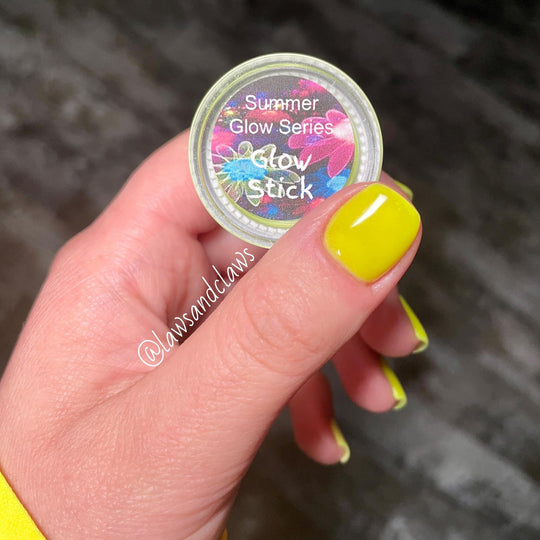 Summer
Glow Series
Glow
Stick
@lawsandclaws